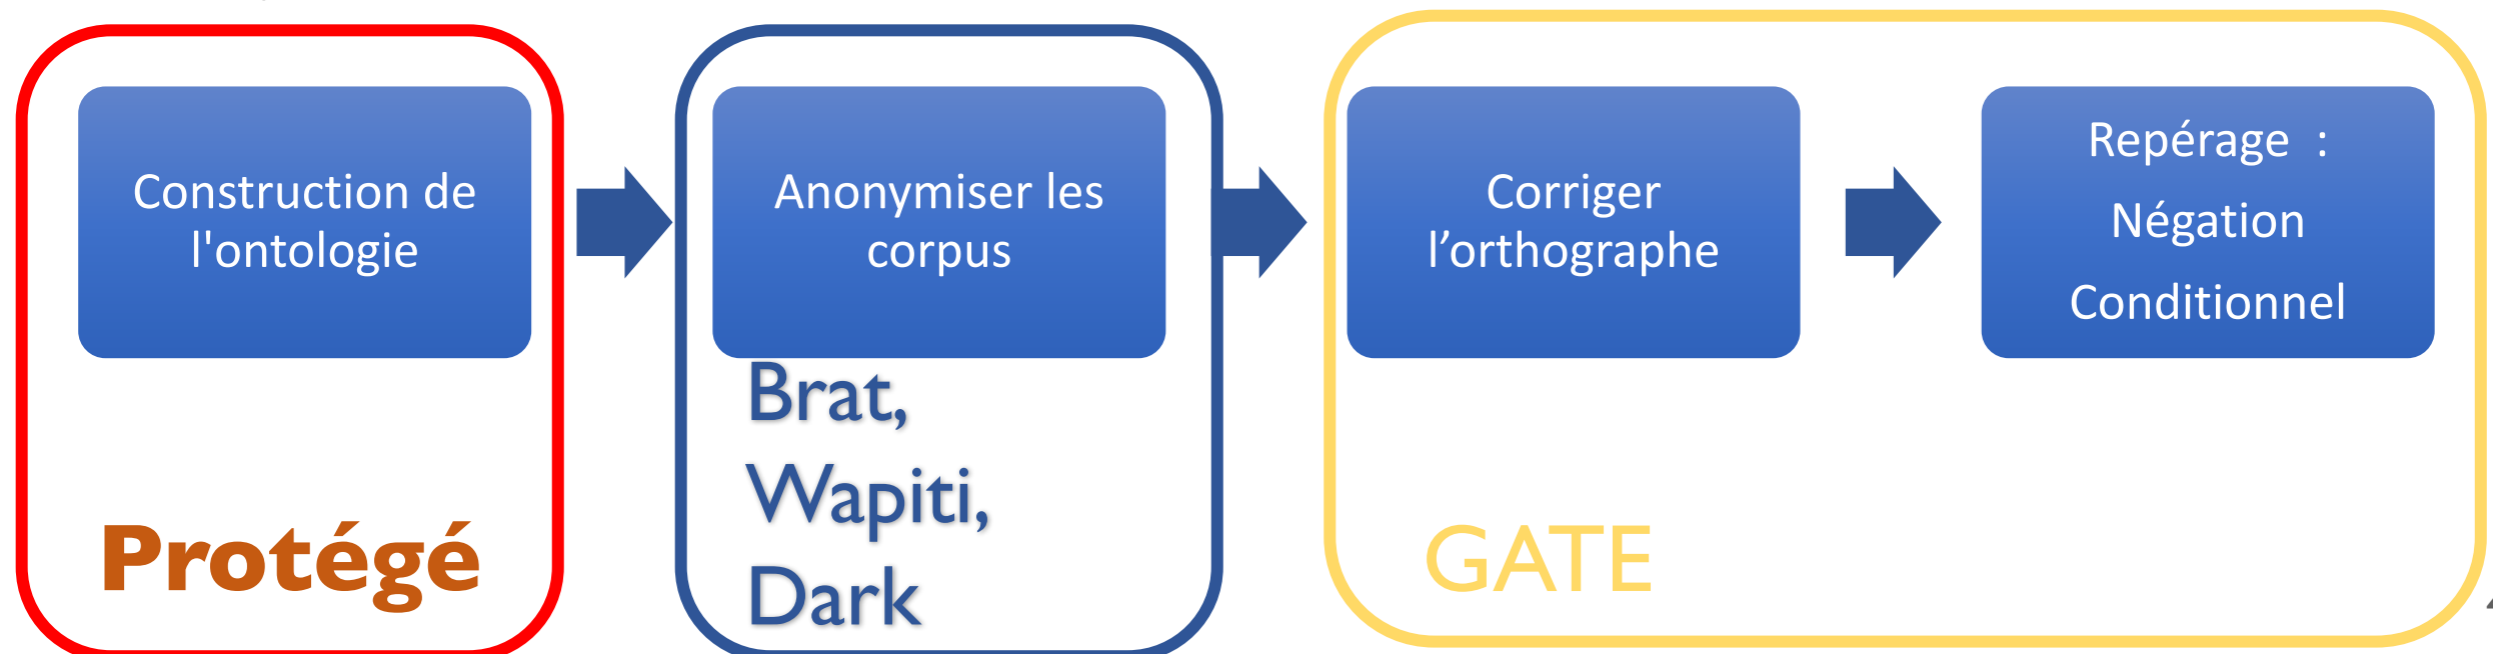 Construction de
l'ontologie
Protégé
Anonymiser les
corpus
Brat,
Wapiti,
Dark
Corriger
l’orthographe
Repérage :
Négation
Conditionnel
GATE